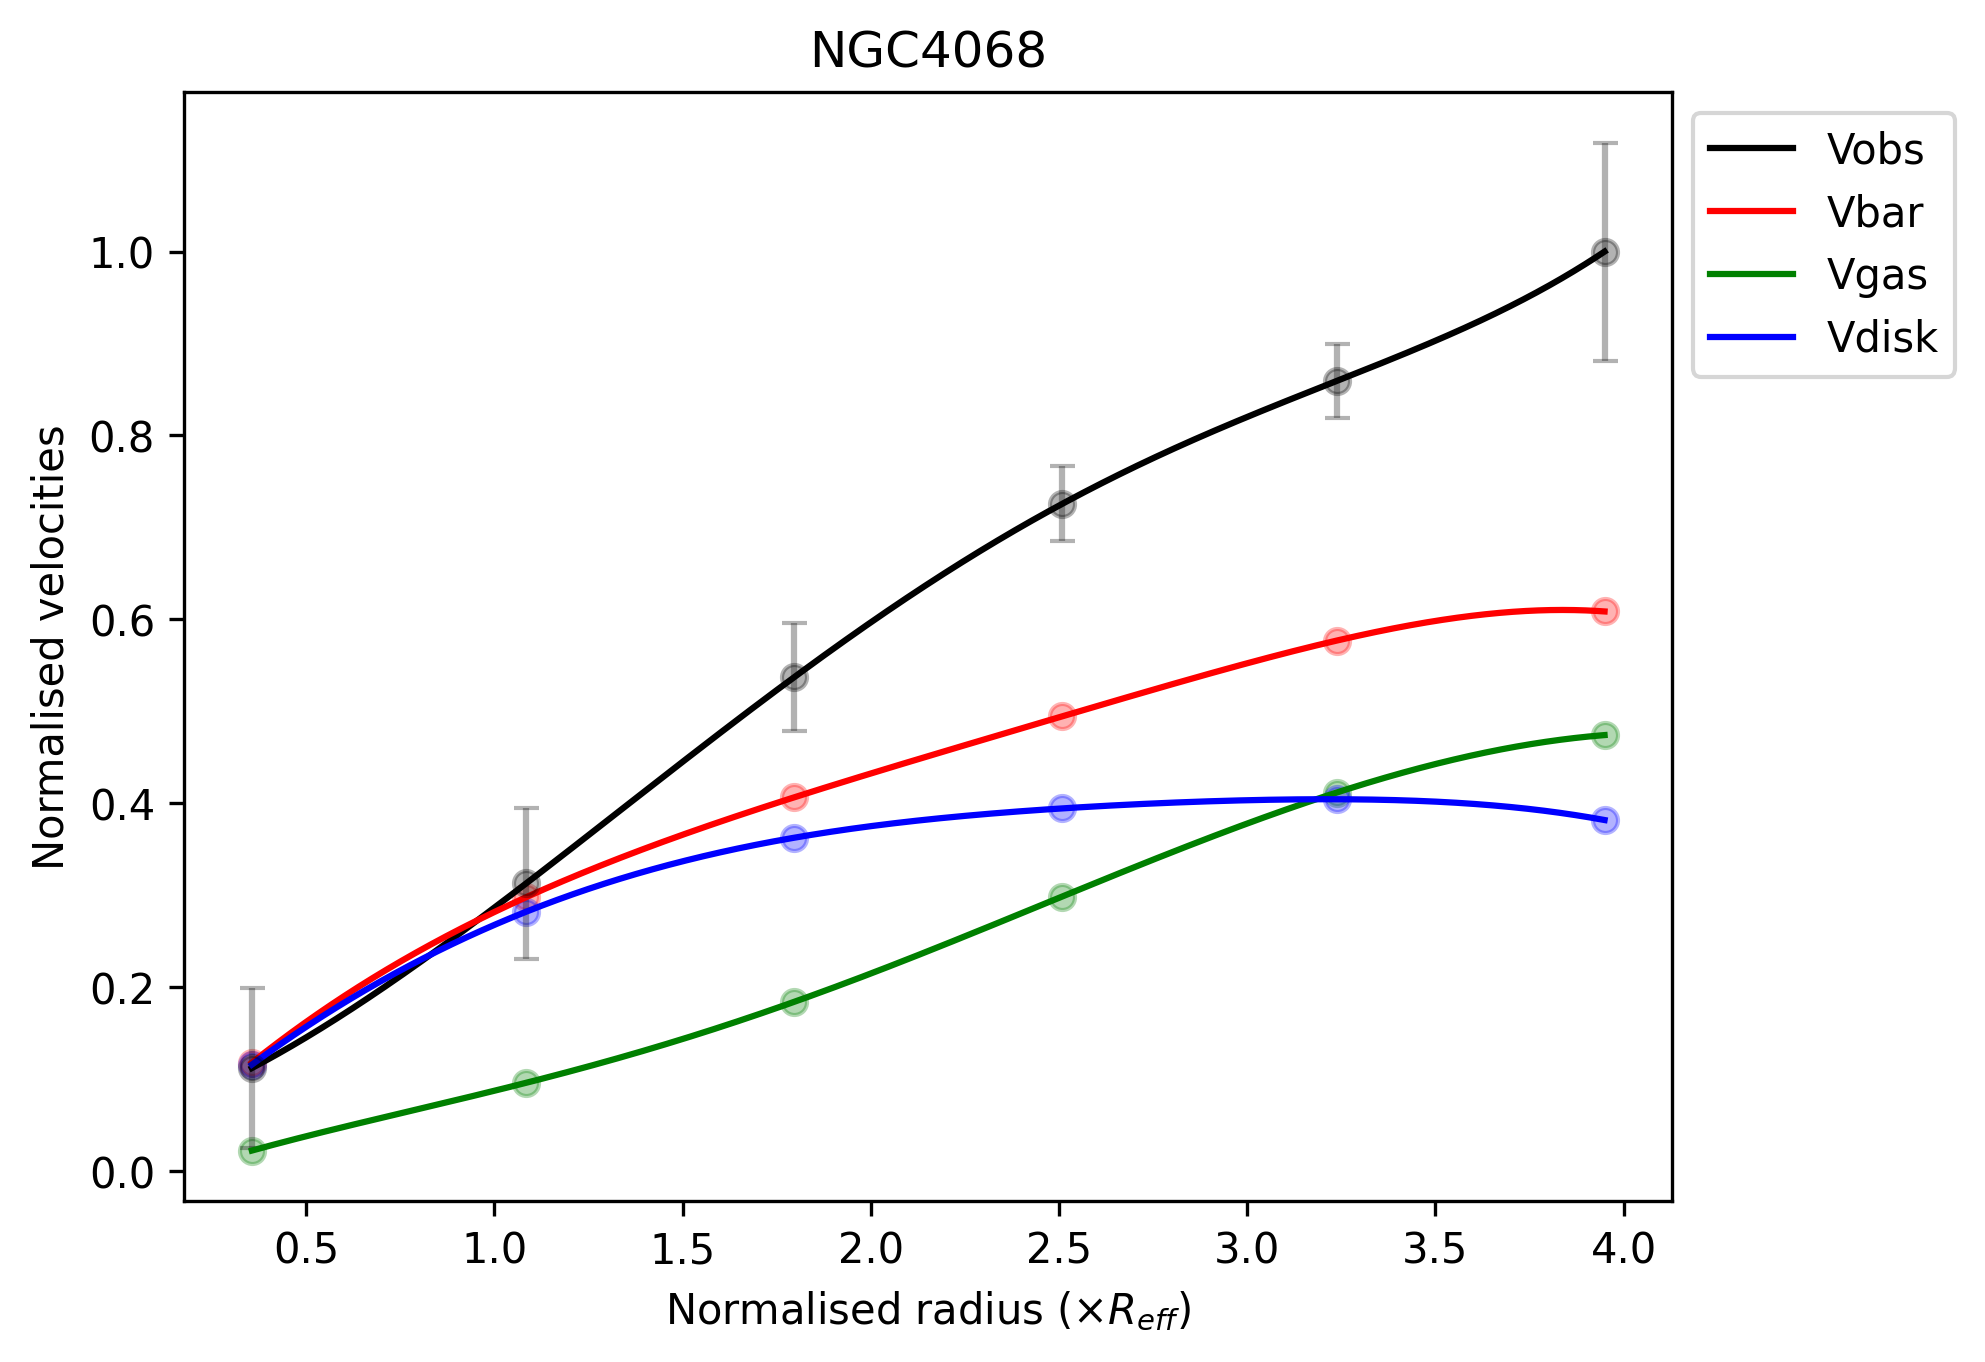 NGC4068
Vobs
Vbar
Vgas
Vdisk
Normalised velocities
1.0
0.8
0.6
0.4
0.2
0.0
0.5 1.0 1.5 2.0 2.5 3.0 3.5 4.0
Normalised radius (×R_eff)